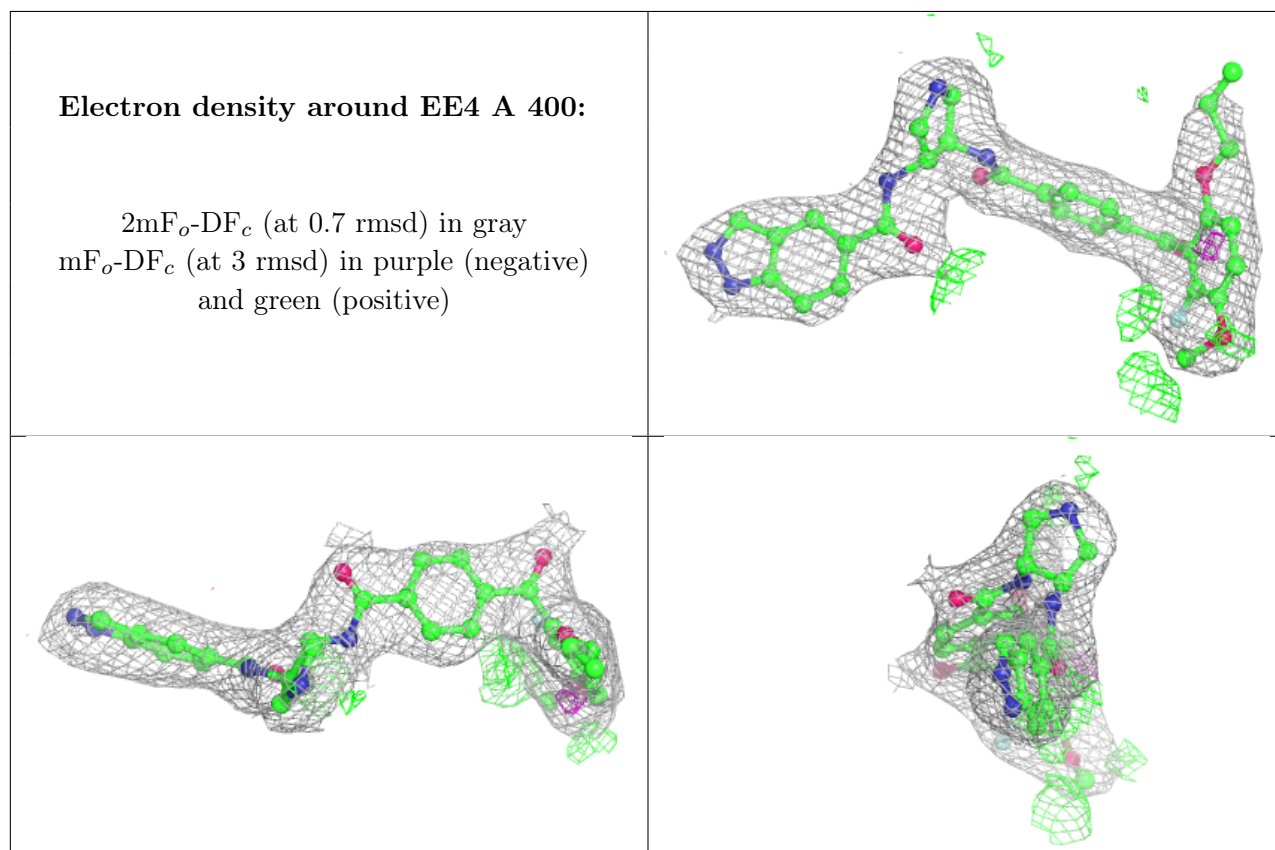 Electron density around EE4 A 400:
2mFo-DFc (at 0.7 rmsd) in gray
mFo-DFc (at 3 rmsd) in purple (negative)
and green (positive)